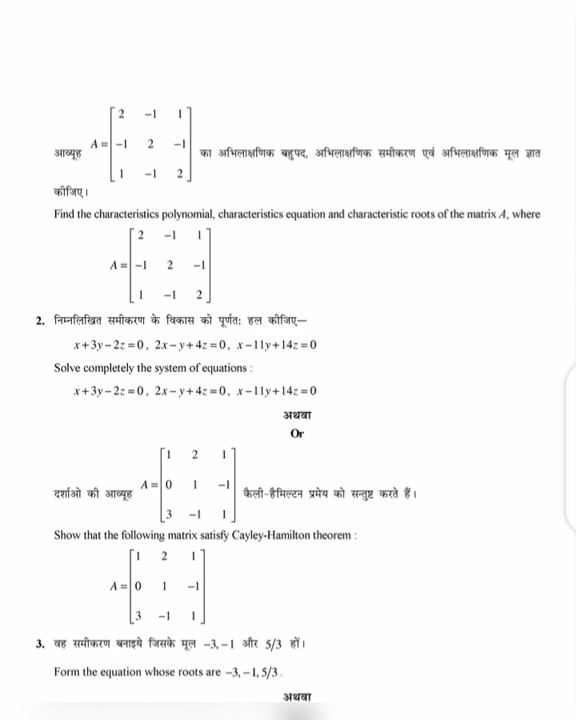 आव्यूह A = [2 -1 1
-1 2 -1
1 -1 2] का अभिलाक्षणिक बहुपद, अभिलाक्षणिक समीकरण एवं अभिलाक्षणिक मूल ज्ञात
कीजिए।
Find the characteristics polynomial, characteristics equation and characteristic roots of the matrix A, where
A = [2 -1 1
-1 2 -1
1 -1 2]
2. निम्नलिखित समीकरण के विकास को पूर्णतः हल कीजिए—
x+3y−2z=0, 2x−y+4z=0, x−11y+14z=0
Solve completely the system of equations :
x+3y−2z=0, 2x−y+4z=0, x−11y+14z=0
अथवा
Or
दर्शाओ की आव्यूह A = [1 2 1
0 1 -1
3 -1 1] कैली-हैमिल्टन प्रमेय को सन्तुष्ट करते हैं।
Show that the following matrix satisfy Cayley-Hamilton theorem :
A = [1 2 1
0 1 -1
3 -1 1]
3. वह समीकरण बनाइये जिसके मूल −3,−1 और 5/3 हों।
Form the equation whose roots are −3,−1,5/3.
अथवा